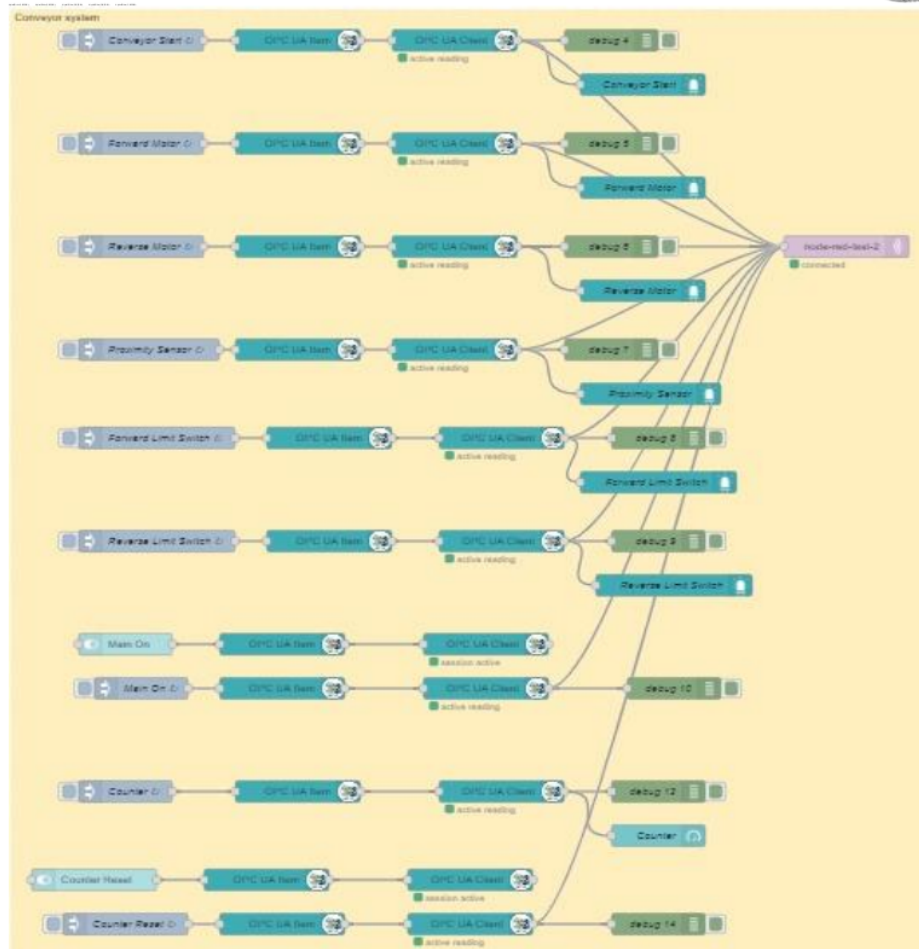 Conveyor system
Conveyor Start ↻ OPC UA Item OPC UA Client debug 4
active reading
Conveyor Start
Forward Motor ↻ OPC UA Item OPC UA Client debug 5
active reading
Forward Motor
Reverse Motor ↻ OPC UA Item OPC UA Client debug 6 node-red-test-2
active reading connected
Reverse Motor
Proximity Sensor ↻ OPC UA Item OPC UA Client debug 7
active reading
Proximity Sensor
Forward Limit Switch ↻ OPC UA Item OPC UA Client debug 8
active reading
Forward Limit Switch
Reverse Limit Switch ↻ OPC UA Item OPC UA Client debug 9
active reading
Reverse Limit Switch
Main On OPC UA Item OPC UA Client
session active
Main On ↻ OPC UA Item OPC UA Client debug 10
active reading
Counter ↻ OPC UA Item OPC UA Client debug 12
active reading
Counter
Counter Reset OPC UA Item OPC UA Client
session active
Counter Reset ↻ OPC UA Item OPC UA Client debug 14
active reading